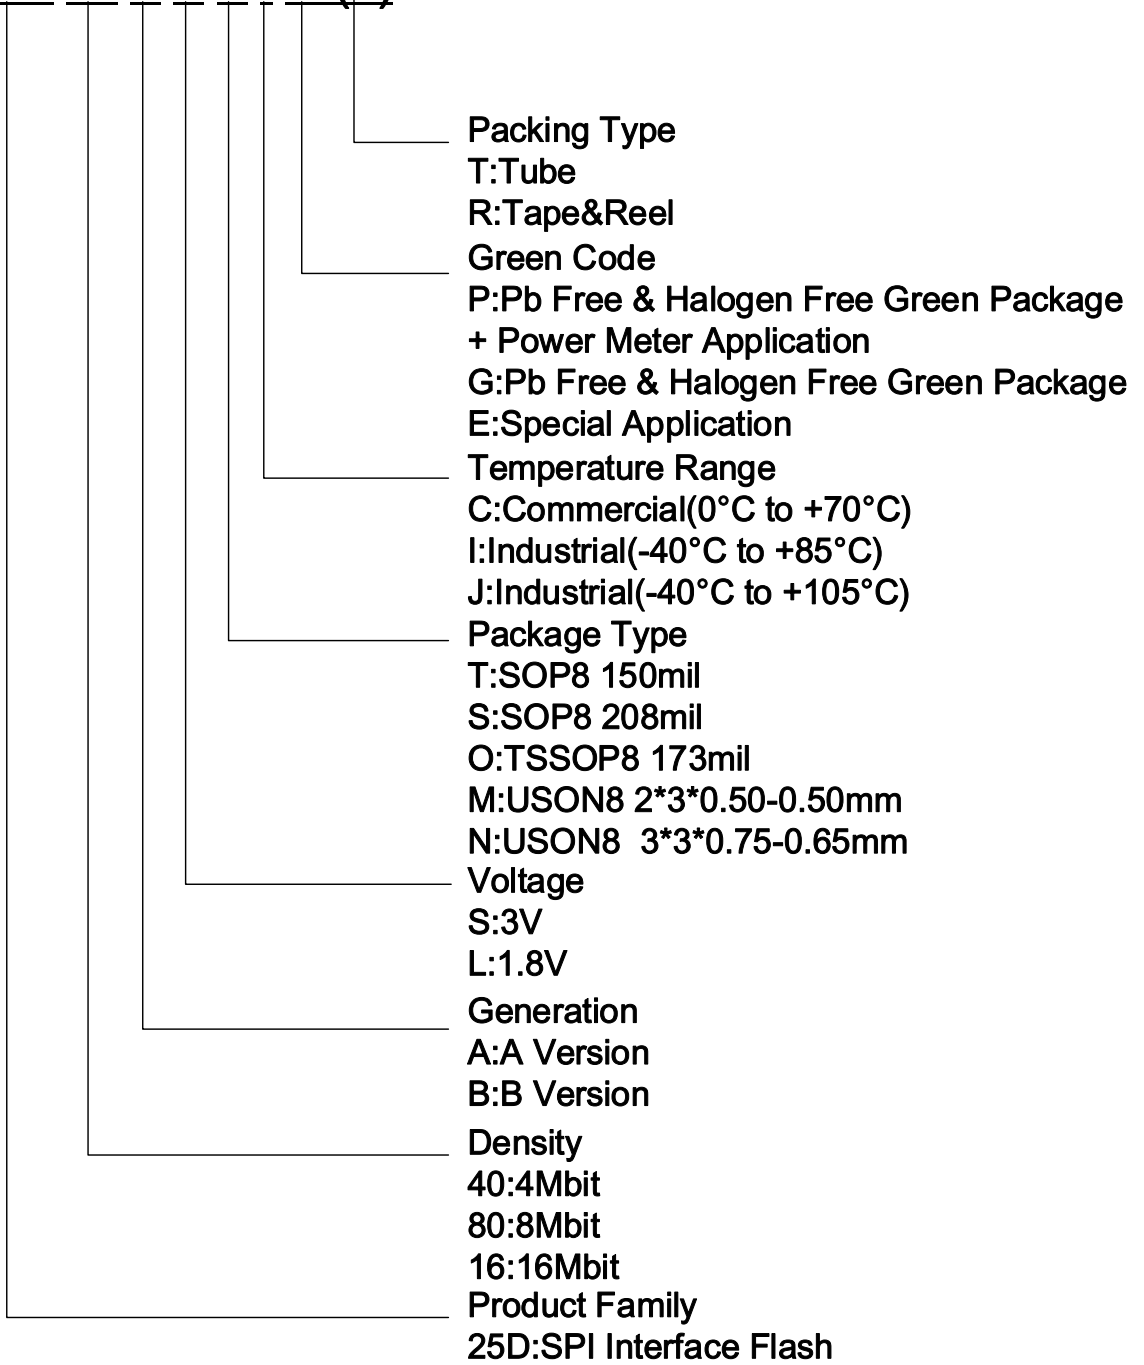 Packing Type
T:Tube
R:Tape&Reel
Green Code
P:Pb Free & Halogen Free Green Package
+ Power Meter Application
G:Pb Free & Halogen Free Green Package
E:Special Application
Temperature Range
C:Commercial(0°C to +70°C)
I:Industrial(-40°C to +85°C)
J:Industrial(-40°C to +105°C)
Package Type
T:SOP8 150mil
S:SOP8 208mil
O:TSSOP8 173mil
M:USON8 2*3*0.50-0.50mm
N:USON8 3*3*0.75-0.65mm
Voltage
S:3V
L:1.8V
Generation
A:A Version
B:B Version
Density
40:4Mbit
80:8Mbit
16:16Mbit
Product Family
25D:SPI Interface Flash